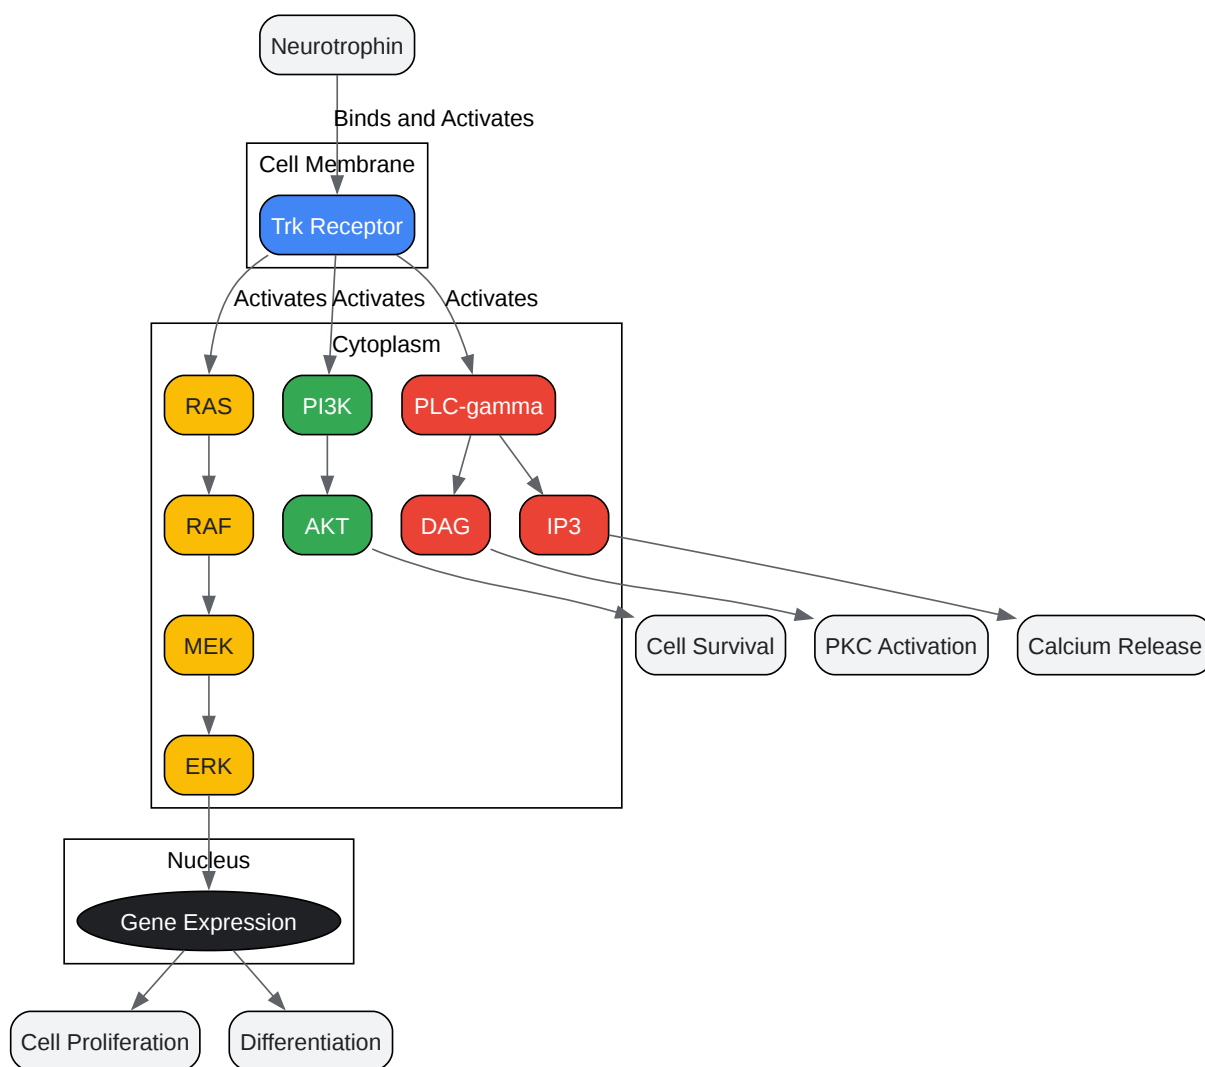 Neurotrophin
Binds and Activates
Cell Membrane
Trk Receptor
Activates Activates Activates
Cytoplasm
RAS PI3K PLC-gamma
RAF AKT DAG IP3
MEK Cell Survival PKC Activation Calcium Release
ERK
Nucleus
Gene Expression
Cell Proliferation Differentiation